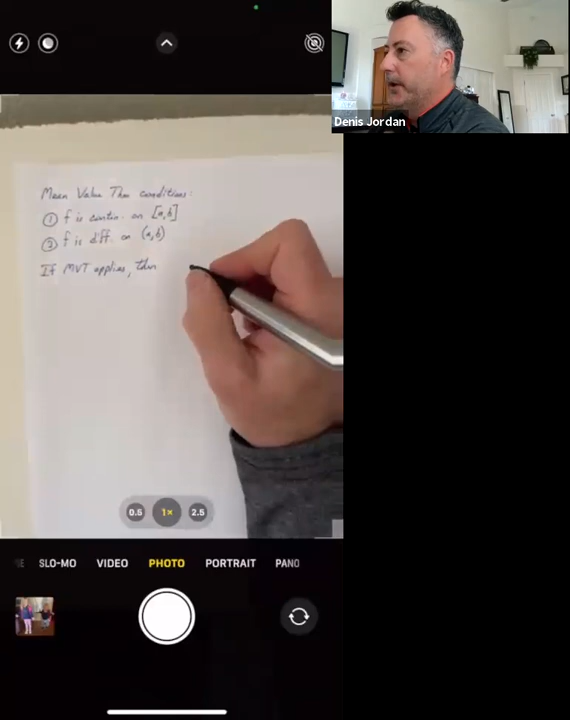 Denis Jordan
Mean Value Thm conditions:
① f is contin. on [a,b]
② f is diff. on (a,b)
If MVT applies, then
0.5 1× 2.5
SLO-MO VIDEO PHOTO PORTRAIT PANO